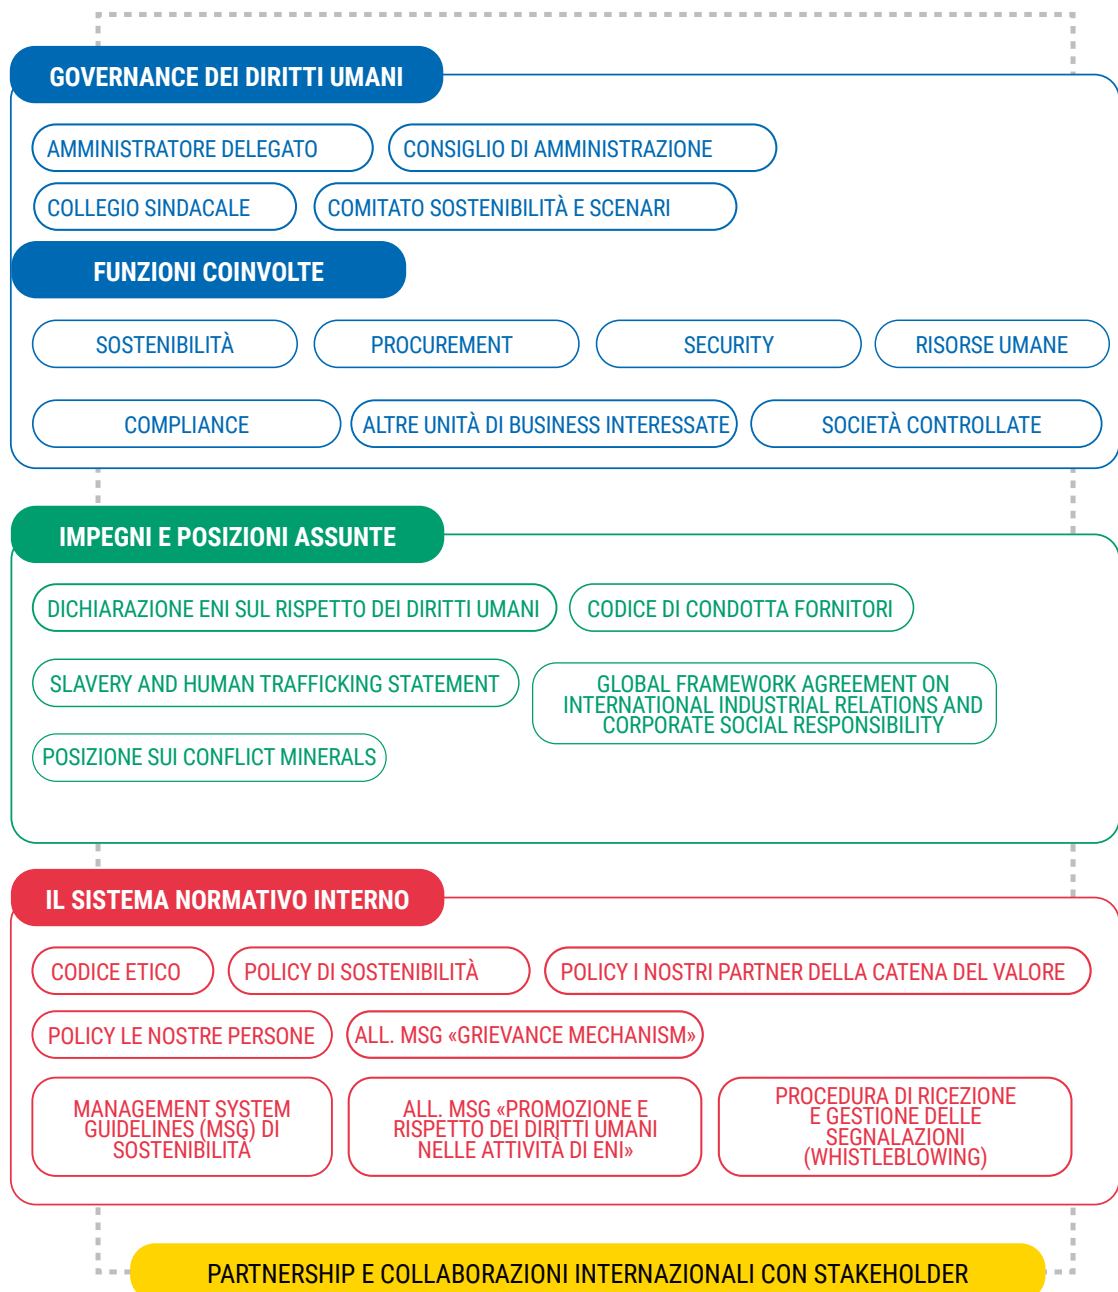 GOVERNANCE DEI DIRITTI UMANI
AMMINISTRATORE DELEGATO
CONSIGLIO DI AMMINISTRAZIONE
COLLEGIO SINDACALE
COMITATO SOSTENIBILITÀ E SCENARI
FUNZIONI COINVOLTE
SOSTENIBILITÀ
PROCUREMENT
SECURITY
RISORSE UMANE
COMPLIANCE
ALTRE UNITÀ DI BUSINESS INTERESSATE
SOCIETÀ CONTROLLATE
IMPEGNI E POSIZIONI ASSUNTE
DICHIARAZIONE ENI SUL RISPETTO DEI DIRITTI UMANI
CODICE DI CONDOTTA FORNITORI
SLAVERY AND HUMAN TRAFFICKING STATEMENT
GLOBAL FRAMEWORK AGREEMENT ON
INTERNATIONAL INDUSTRIAL RELATIONS AND
CORPORATE SOCIAL RESPONSIBILITY
POSIZIONE SUI CONFLICT MINERALS
IL SISTEMA NORMATIVO INTERNO
CODICE ETICO
POLICY DI SOSTENIBILITÀ
POLICY I NOSTRI PARTNER DELLA CATENA DEL VALORE
POLICY LE NOSTRE PERSONE
ALL. MSG «GRIEVANCE MECHANISM»
MANAGEMENT SYSTEM
GUIDELINES (MSG) DI
SOSTENIBILITÀ
ALL. MSG «PROMOZIONE E
RISPETTO DEI DIRITTI UMANI
NELLE ATTIVITÀ DI ENI»
PROCEDURA DI RICEZIONE
E GESTIONE DELLE
SEGNALAZIONI
(WHISTLEBLOWING)
PARTNERSHIP E COLLABORAZIONI INTERNAZIONALI CON STAKEHOLDER